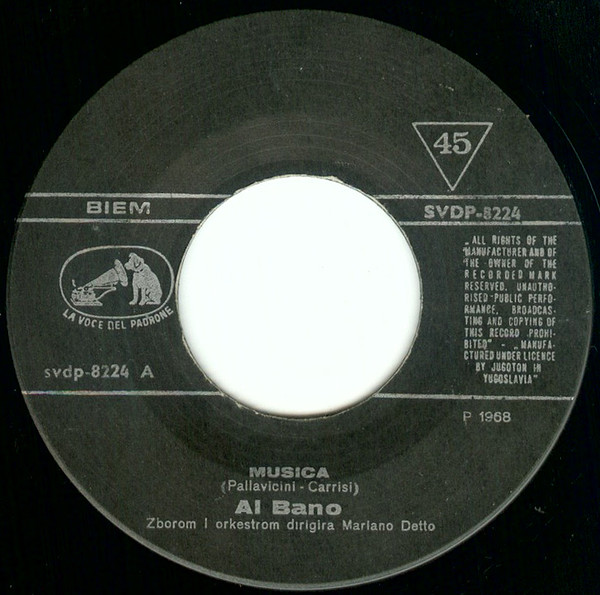 45
BIEM
SVDP-8224
„ALL RIGHTS OF THE
MANUFACTURER AND OF
THE OWNER OF THE
RECORDED MARK
RESERVED. UNAUTHO-
RISED PUBLIC PERFO-
RMANCE, BROADCAS-
TING AND COPYING OF
THIS RECORD PROHI-
BITED" - „MANUFA-
CTURED UNDER LICENCE
BY JUGOTON IN
YUGOSLAVIA"
LA VOCE DEL PADRONE
svdp-8224 A
P 1968
MUSICA
(Pallavicini - Carrisi)
Al Bano
Zborom i orkestrom dirigira Mariano Detto